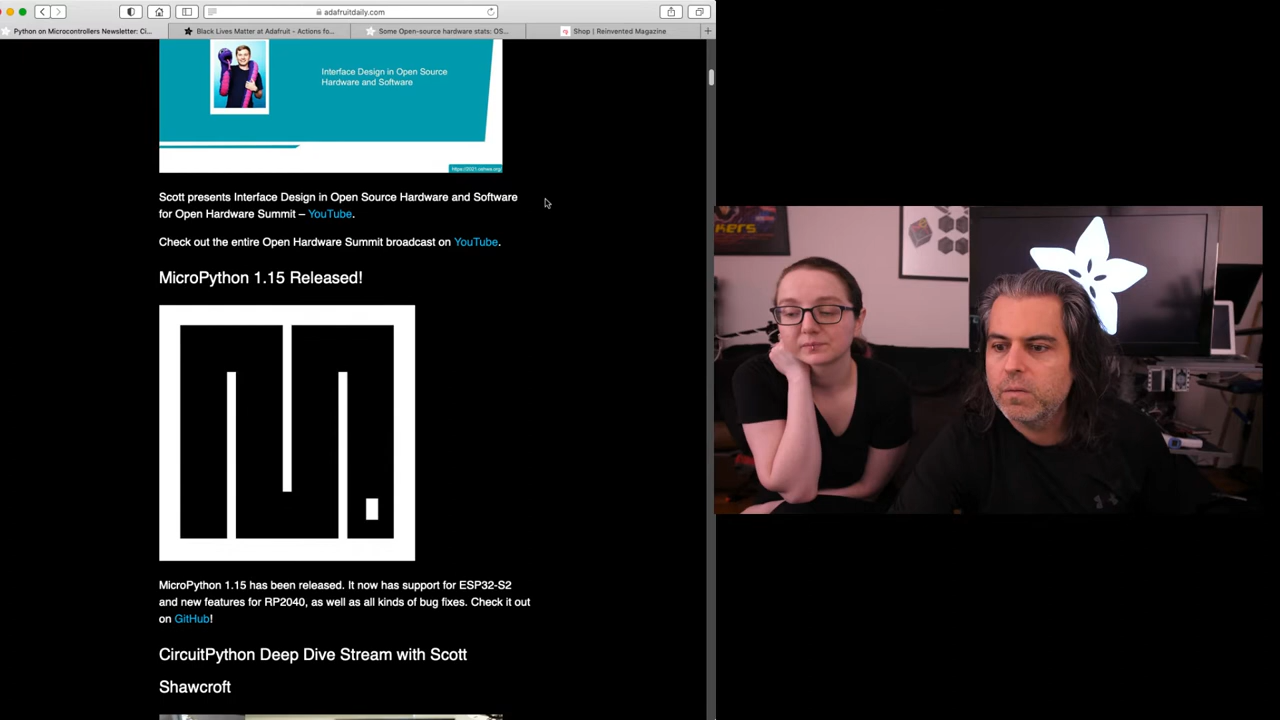 adafruitdaily.com
Python on Microcontrollers Newsletter: Ci...
Black Lives Matter at Adafruit - Actions fo...
Some Open-source hardware stats: OS...
Shop | Reinvented Magazine
Interface Design in Open Source
Hardware and Software
https://2021.oshwa.org/
Scott presents Interface Design in Open Source Hardware and Software
for Open Hardware Summit – YouTube.
Check out the entire Open Hardware Summit broadcast on YouTube.
MicroPython 1.15 Released!
MicroPython 1.15 has been released. It now has support for ESP32-S2
and new features for RP2040, as well as all kinds of bug fixes. Check it out
on GitHub!
CircuitPython Deep Dive Stream with Scott
Shawcroft